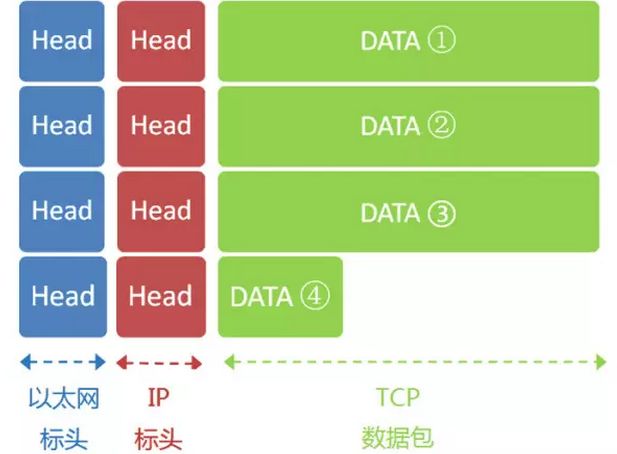 Head Head DATA ①
Head Head DATA ②
Head Head DATA ③
Head Head DATA ④
以太网 IP TCP
标头 标头 数据包